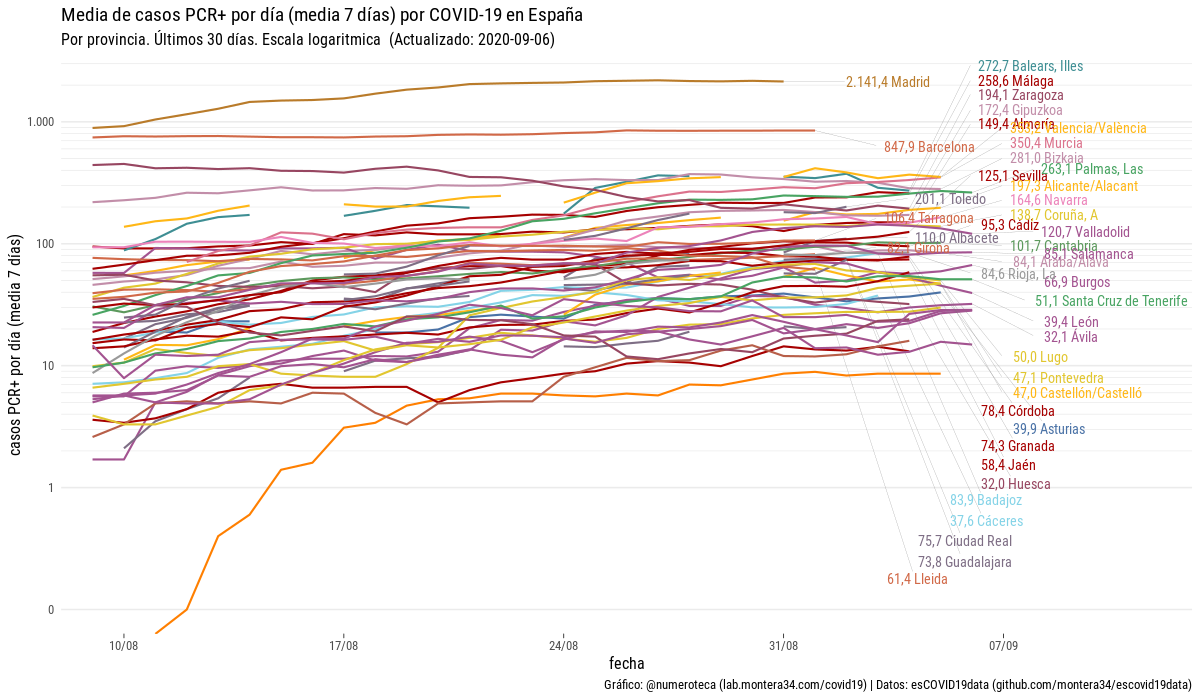 Media de casos PCR+ por día (media 7 días) por COVID-19 en España
Por provincia. Últimos 30 días. Escala logaritmica (Actualizado: 2020-09-06)
casos PCR+ por día (media 7 días)
1.000
100
10
1
0
10/08
17/08
24/08
31/08
07/09
fecha
272,7 Balears, Illes
2.141,4 Madrid
258,6 Málaga
194,1 Zaragoza
172,4 Gipuzkoa
149,4 Almería
Valencia/València
350,4 Murcia
847,9 Barcelona
281,0 Bizkaia
263,1 Palmas, Las
125,1 Sevilla
197,3 Alicante/Alacant
201,1 Toledo
164,6 Navarra
138,7 Coruña, A
106,4 Tarragona
95,3 Cádiz
120,7 Valladolid
110,0 Albacete
101,7 Cantabria
Girona
85,1 Salamanca
84,1 Araba/Álava
84,6 Rioja, La
66,9 Burgos
51,1 Santa Cruz de Tenerife
39,4 León
32,1 Ávila
50,0 Lugo
47,1 Pontevedra
47,0 Castellón/Castelló
78,4 Córdoba
39,9 Asturias
74,3 Granada
58,4 Jaén
32,0 Huesca
83,9 Badajoz
37,6 Cáceres
75,7 Ciudad Real
73,8 Guadalajara
61,4 Lleida
Gráfico: @numeroteca (lab.montera34.com/covid19) | Datos: esCOVID19data (github.com/montera34/escovid19data)